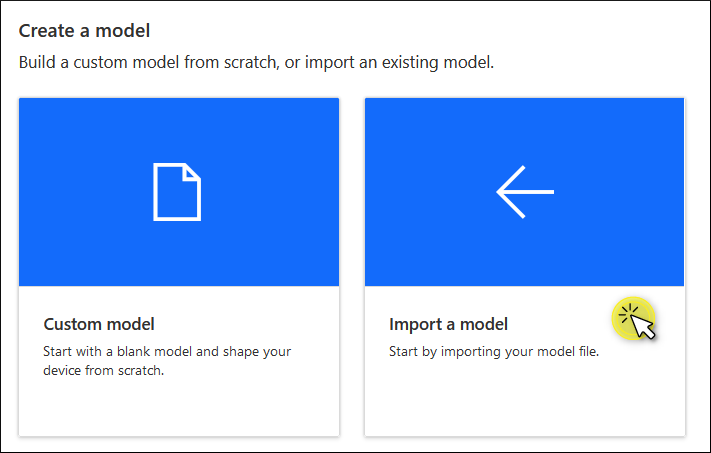 Create a model
Build a custom model from scratch, or import an existing model.
Custom model
Start with a blank model and shape your
device from scratch.
Import a model
Start by importing your model file.